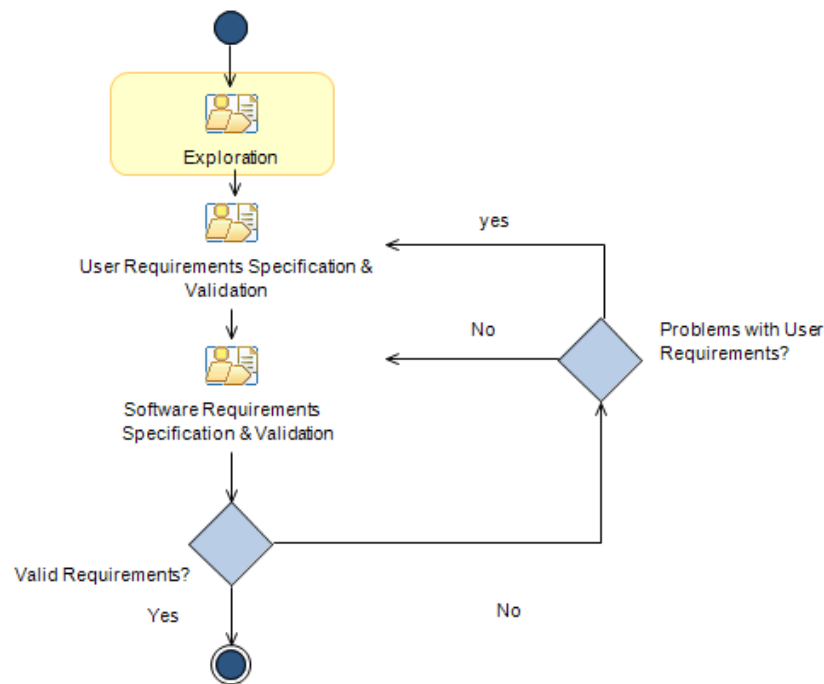 Exploration
yes
User Requirements Specification &
Validation
No
Problems with User
Requirements?
Software Requirements
Specification & Validation
Valid Requirements?
Yes
No